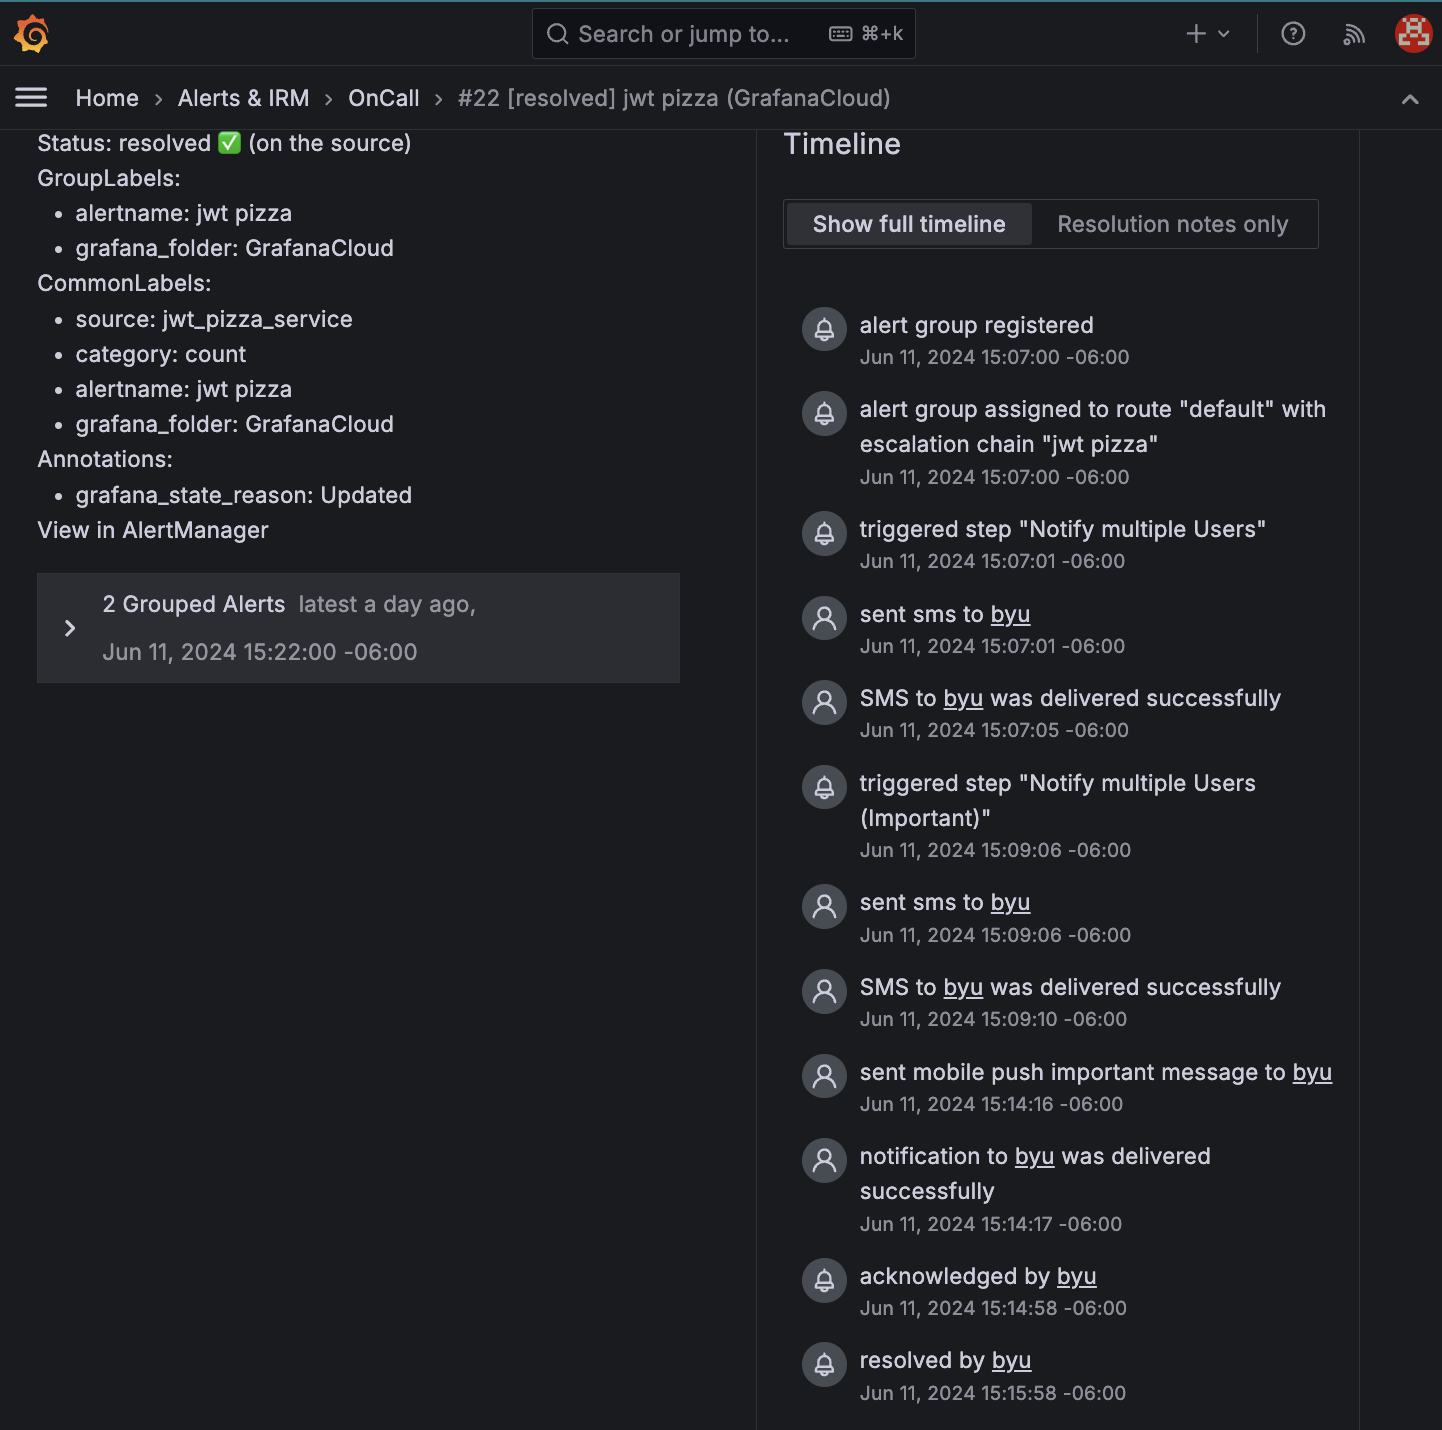 Search or jump to...
⌘+k
Home › Alerts & IRM › OnCall › #22 [resolved] jwt pizza (GrafanaCloud)
Status: resolved ✅ (on the source)
GroupLabels:
• alertname: jwt pizza
• grafana_folder: GrafanaCloud
CommonLabels:
• source: jwt_pizza_service
• category: count
• alertname: jwt pizza
• grafana_folder: GrafanaCloud
Annotations:
• grafana_state_reason: Updated
View in AlertManager
2 Grouped Alerts latest a day ago,
Jun 11, 2024 15:22:00 -06:00
Timeline
Show full timeline
Resolution notes only
alert group registered
Jun 11, 2024 15:07:00 -06:00
alert group assigned to route "default" with
escalation chain "jwt pizza"
Jun 11, 2024 15:07:00 -06:00
triggered step "Notify multiple Users"
Jun 11, 2024 15:07:01 -06:00
sent sms to byu
Jun 11, 2024 15:07:01 -06:00
SMS to byu was delivered successfully
Jun 11, 2024 15:07:05 -06:00
triggered step "Notify multiple Users
(Important)"
Jun 11, 2024 15:09:06 -06:00
sent sms to byu
Jun 11, 2024 15:09:06 -06:00
SMS to byu was delivered successfully
Jun 11, 2024 15:09:10 -06:00
sent mobile push important message to byu
Jun 11, 2024 15:14:16 -06:00
notification to byu was delivered
successfully
Jun 11, 2024 15:14:17 -06:00
acknowledged by byu
Jun 11, 2024 15:14:58 -06:00
resolved by byu
Jun 11, 2024 15:15:58 -06:00